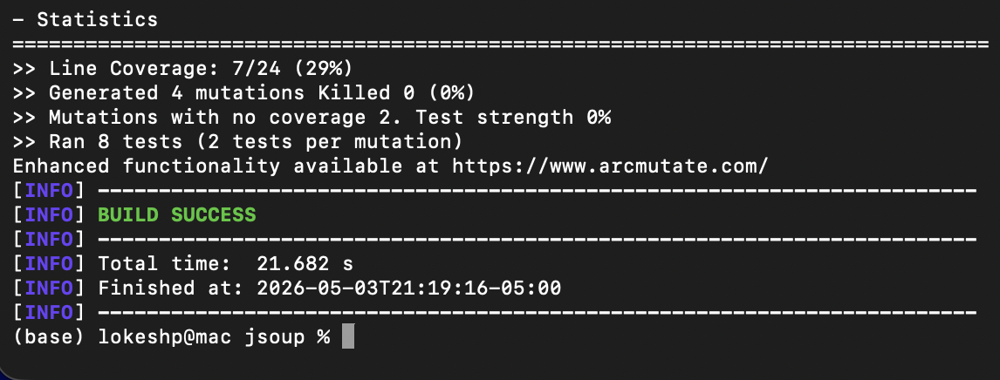 - Statistics
================================================================================
>> Line Coverage: 7/24 (29%)
>> Generated 4 mutations Killed 0 (0%)
>> Mutations with no coverage 2. Test strength 0%
>> Ran 8 tests (2 tests per mutation)
Enhanced functionality available at https://www.arcmutate.com/
[INFO] ------------------------------------------------------------------------
[INFO] BUILD SUCCESS
[INFO] ------------------------------------------------------------------------
[INFO] Total time:  21.682 s
[INFO] Finished at: 2026-05-03T21:19:16-05:00
[INFO] ------------------------------------------------------------------------
(base) lokeshp@mac jsoup %